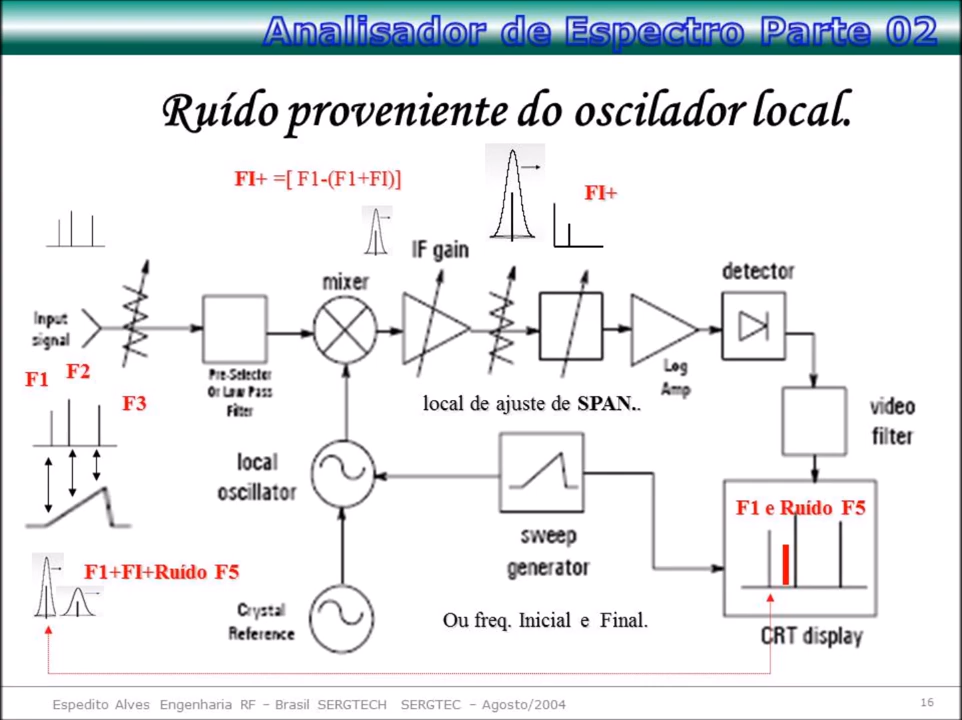 Analisador de Espectro Parte 02
Ruído proveniente do oscilador local.
FI+ =[ F1-(F1+FI)]
FI+
IF gain
mixer
detector
Input
signal
Pre-Selector
Or Low Pass
Filter
Log
Amp
F1
F2
F3
local de ajuste de SPAN..
video
filter
local
oscillator
sweep
generator
F1 e Ruído F5
F1+FI+Ruído F5
Crystal
Reference
Ou freq. Inicial e Final.
CRT display
Espedito Alves Engenharia RF – Brasil SERGTECH SERGTEC – Agosto/2004
16